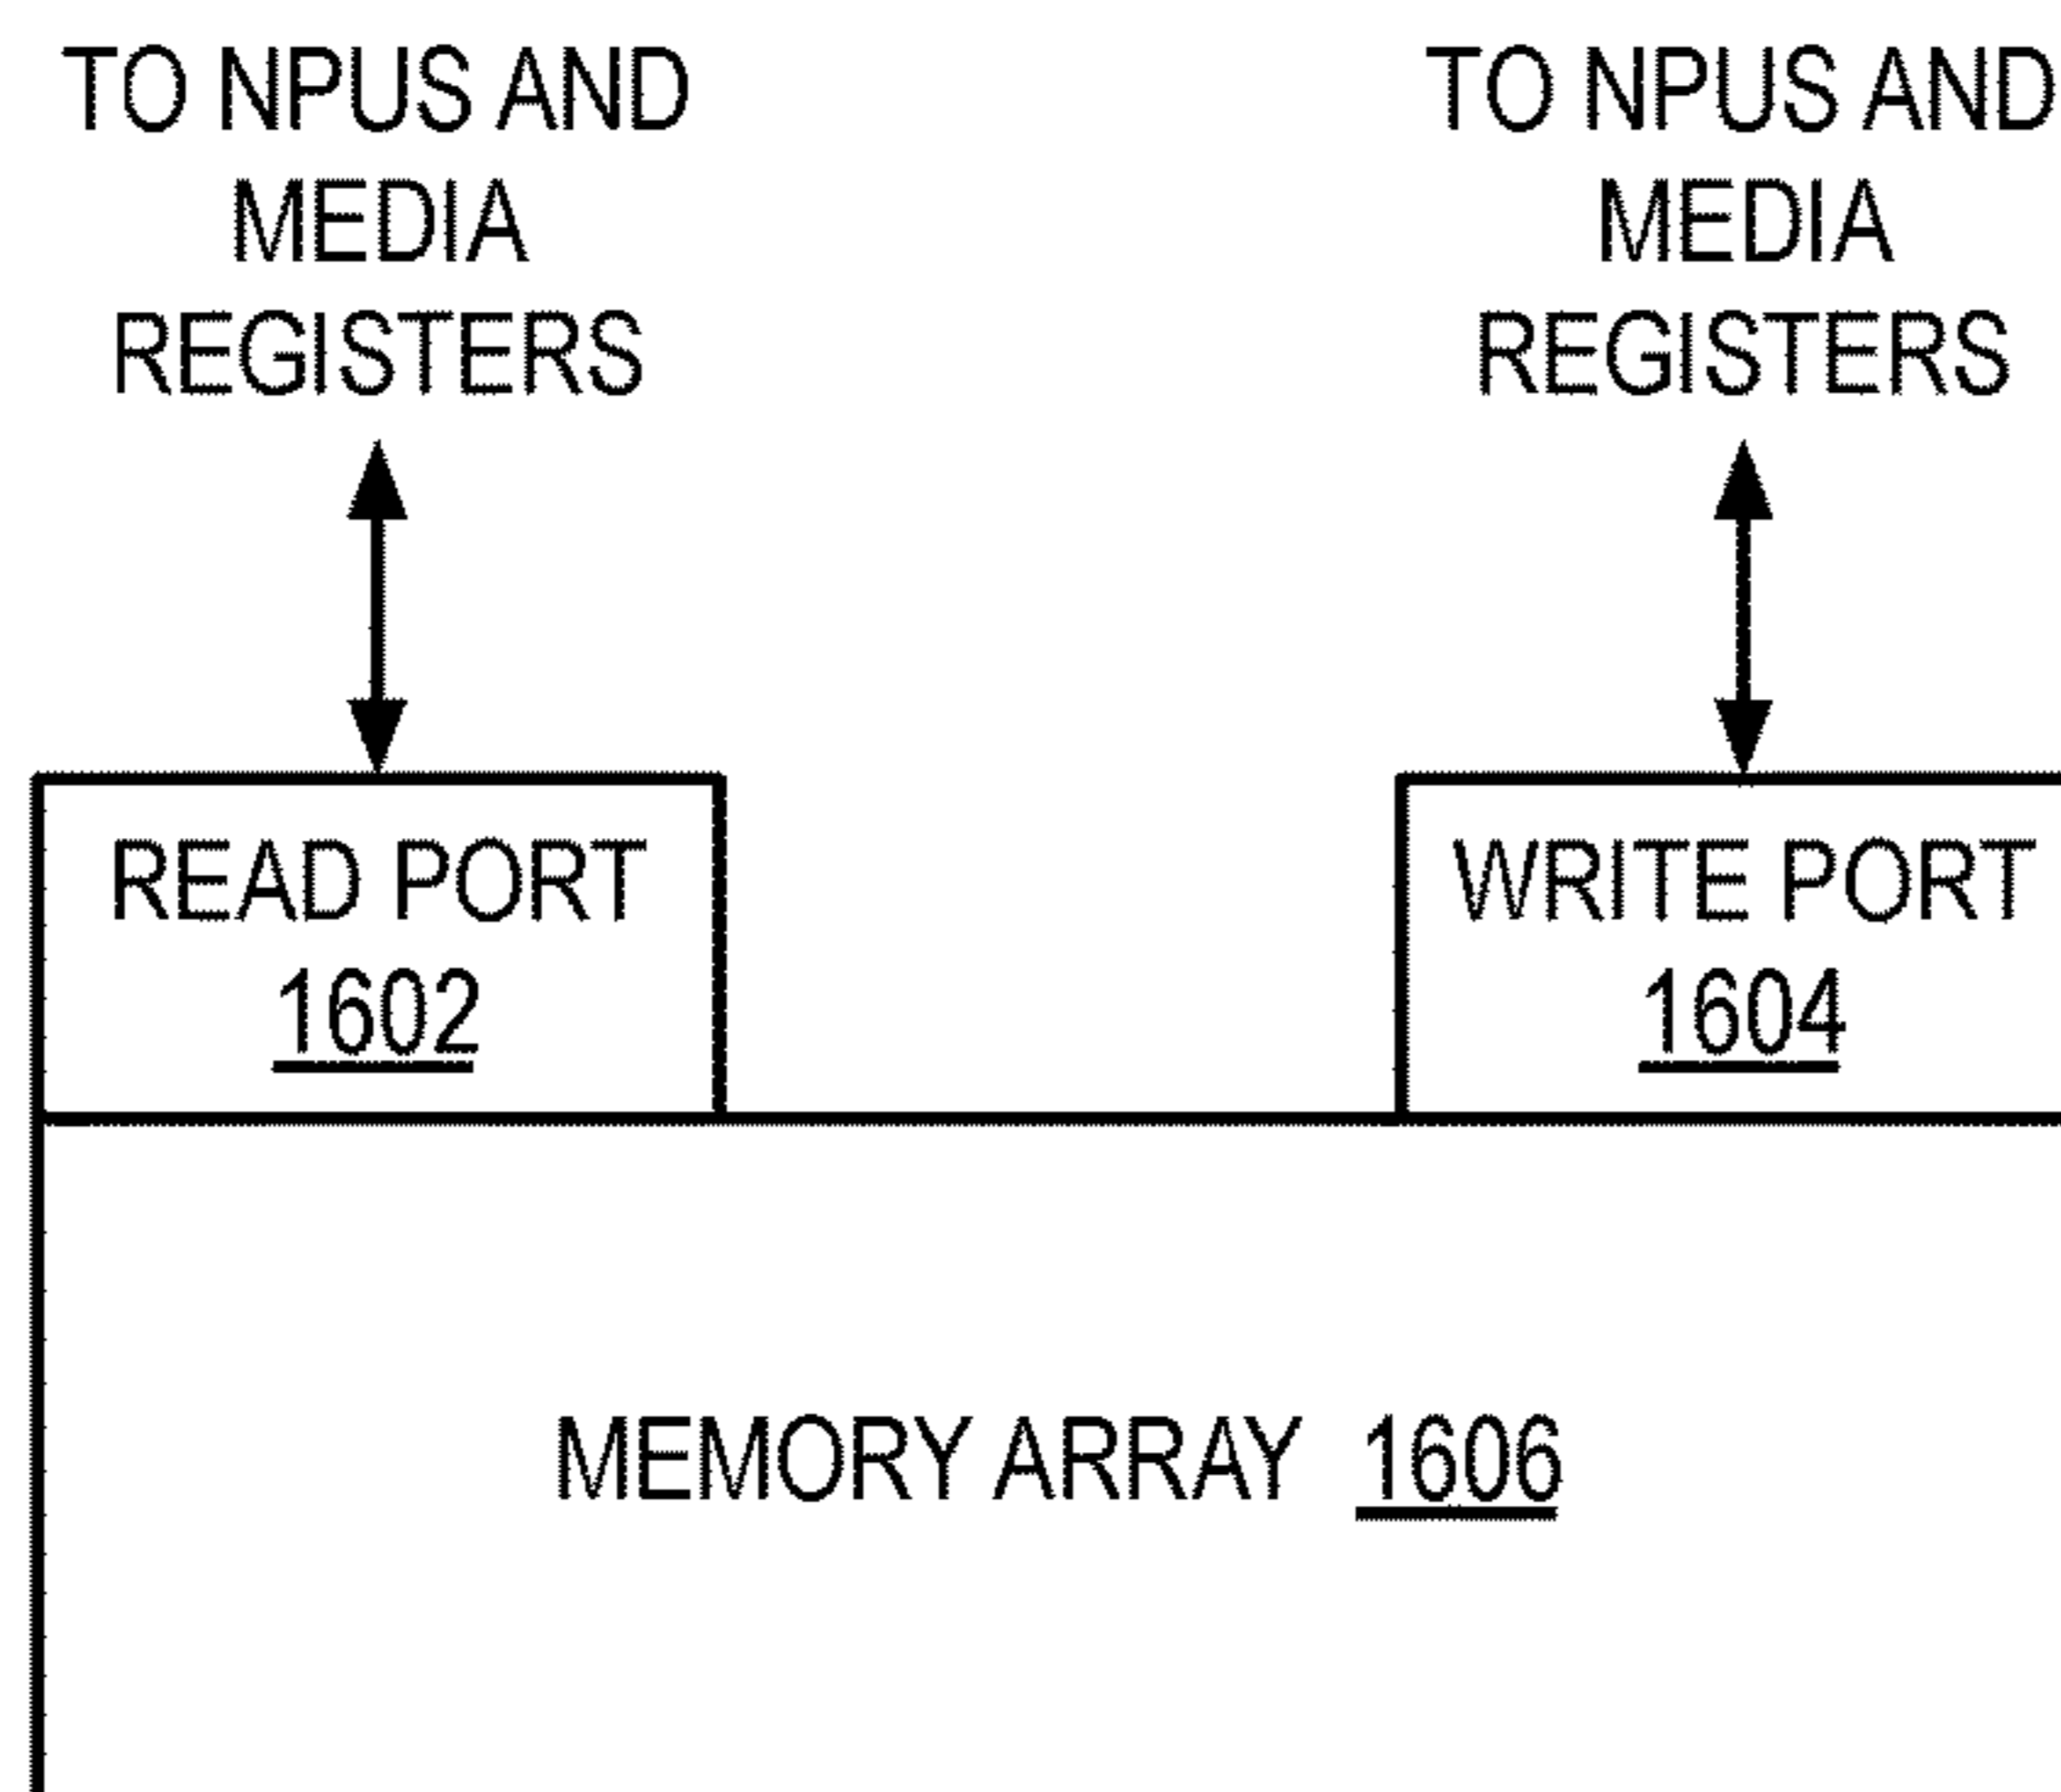 TO NPUS AND
MEDIA
REGISTERS
TO NPUS AND
MEDIA
REGISTERS
READ PORT
1602
WRITE PORT
1604
MEMORY ARRAY 1606